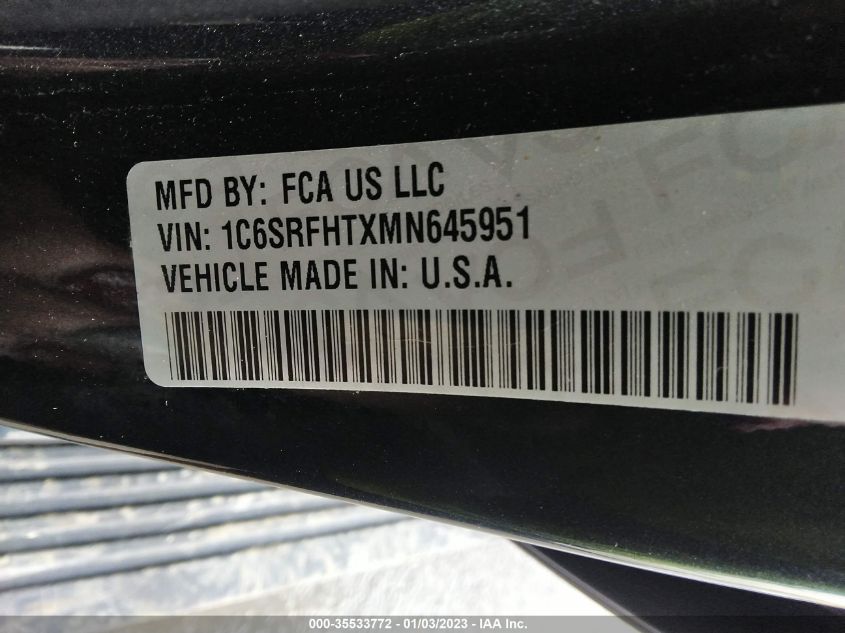 MFD BY: FCA US LLC
VIN: 1C6SRFHTXMN645951
VEHICLE MADE IN: U.S.A.
000-35533772 - 01/03/2023 - IAA Inc.